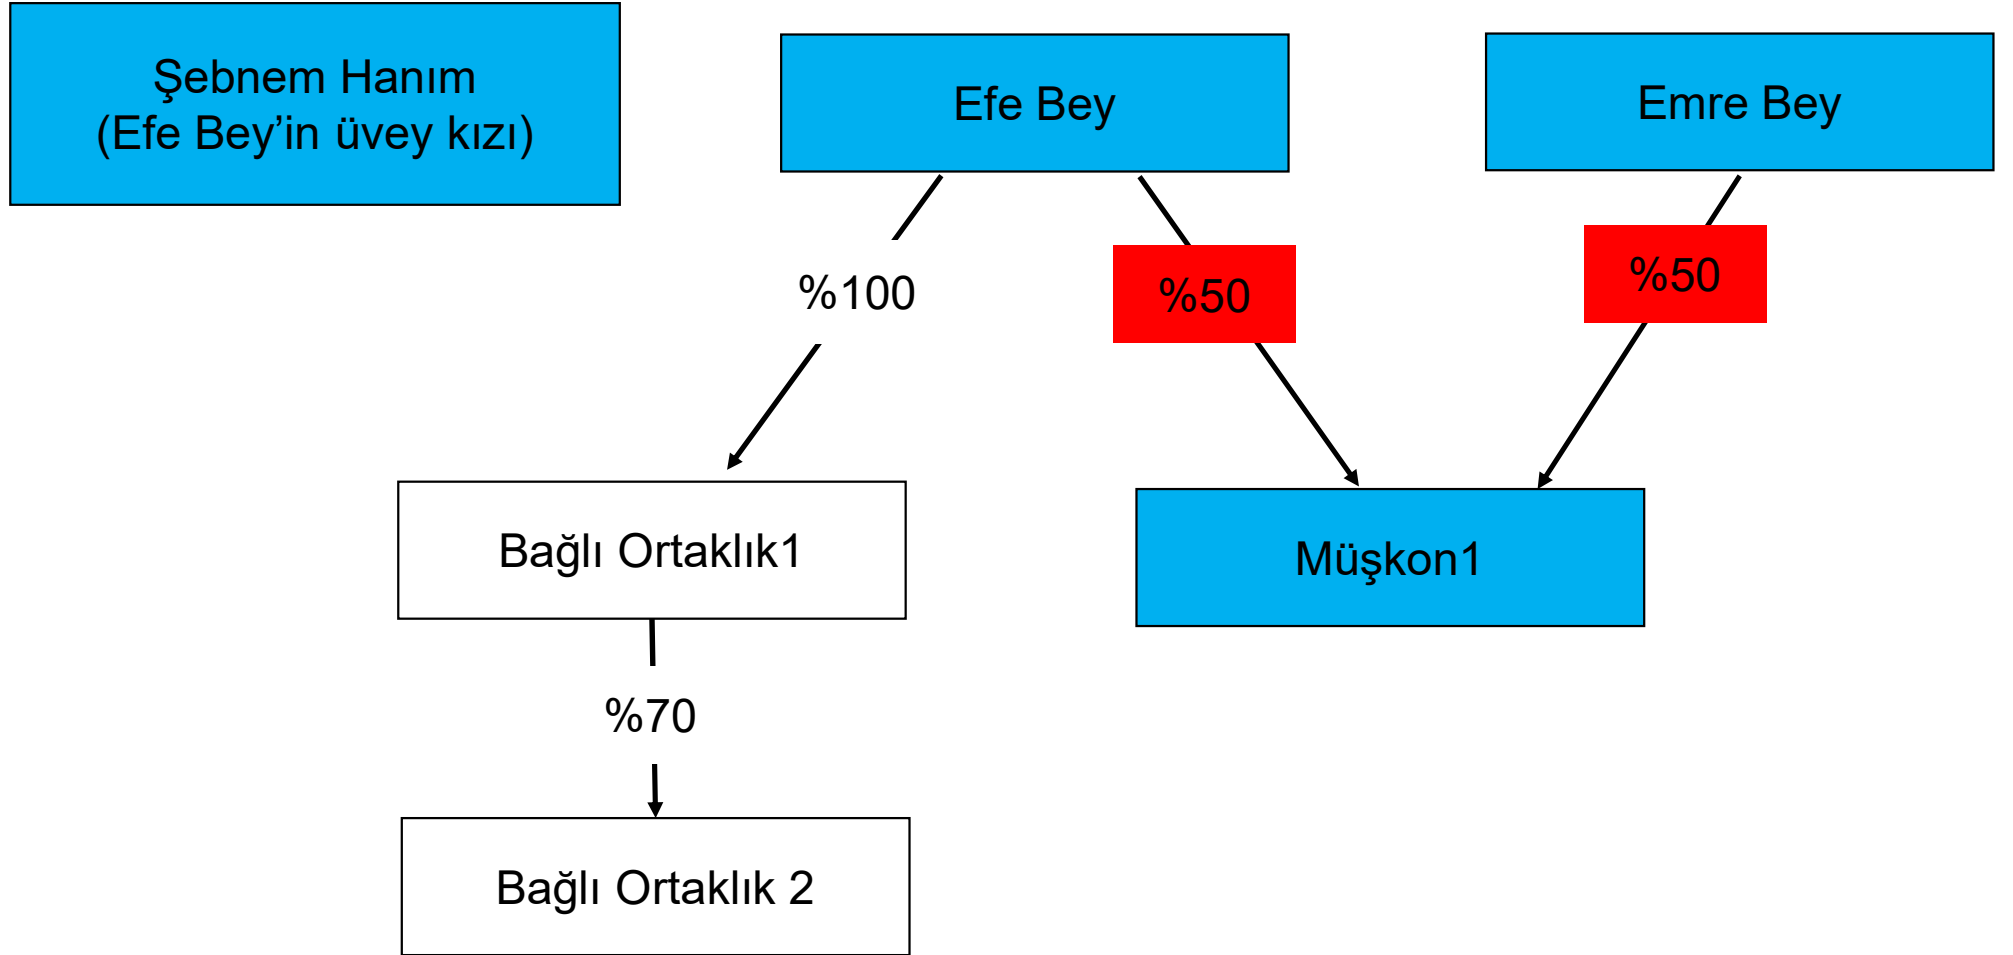 Şebnem Hanım
(Efe Bey’in üvey kızı)
Efe Bey
Emre Bey
%100
%50
%50
Bağlı Ortaklık1
Müşkon1
%70
Bağlı Ortaklık 2